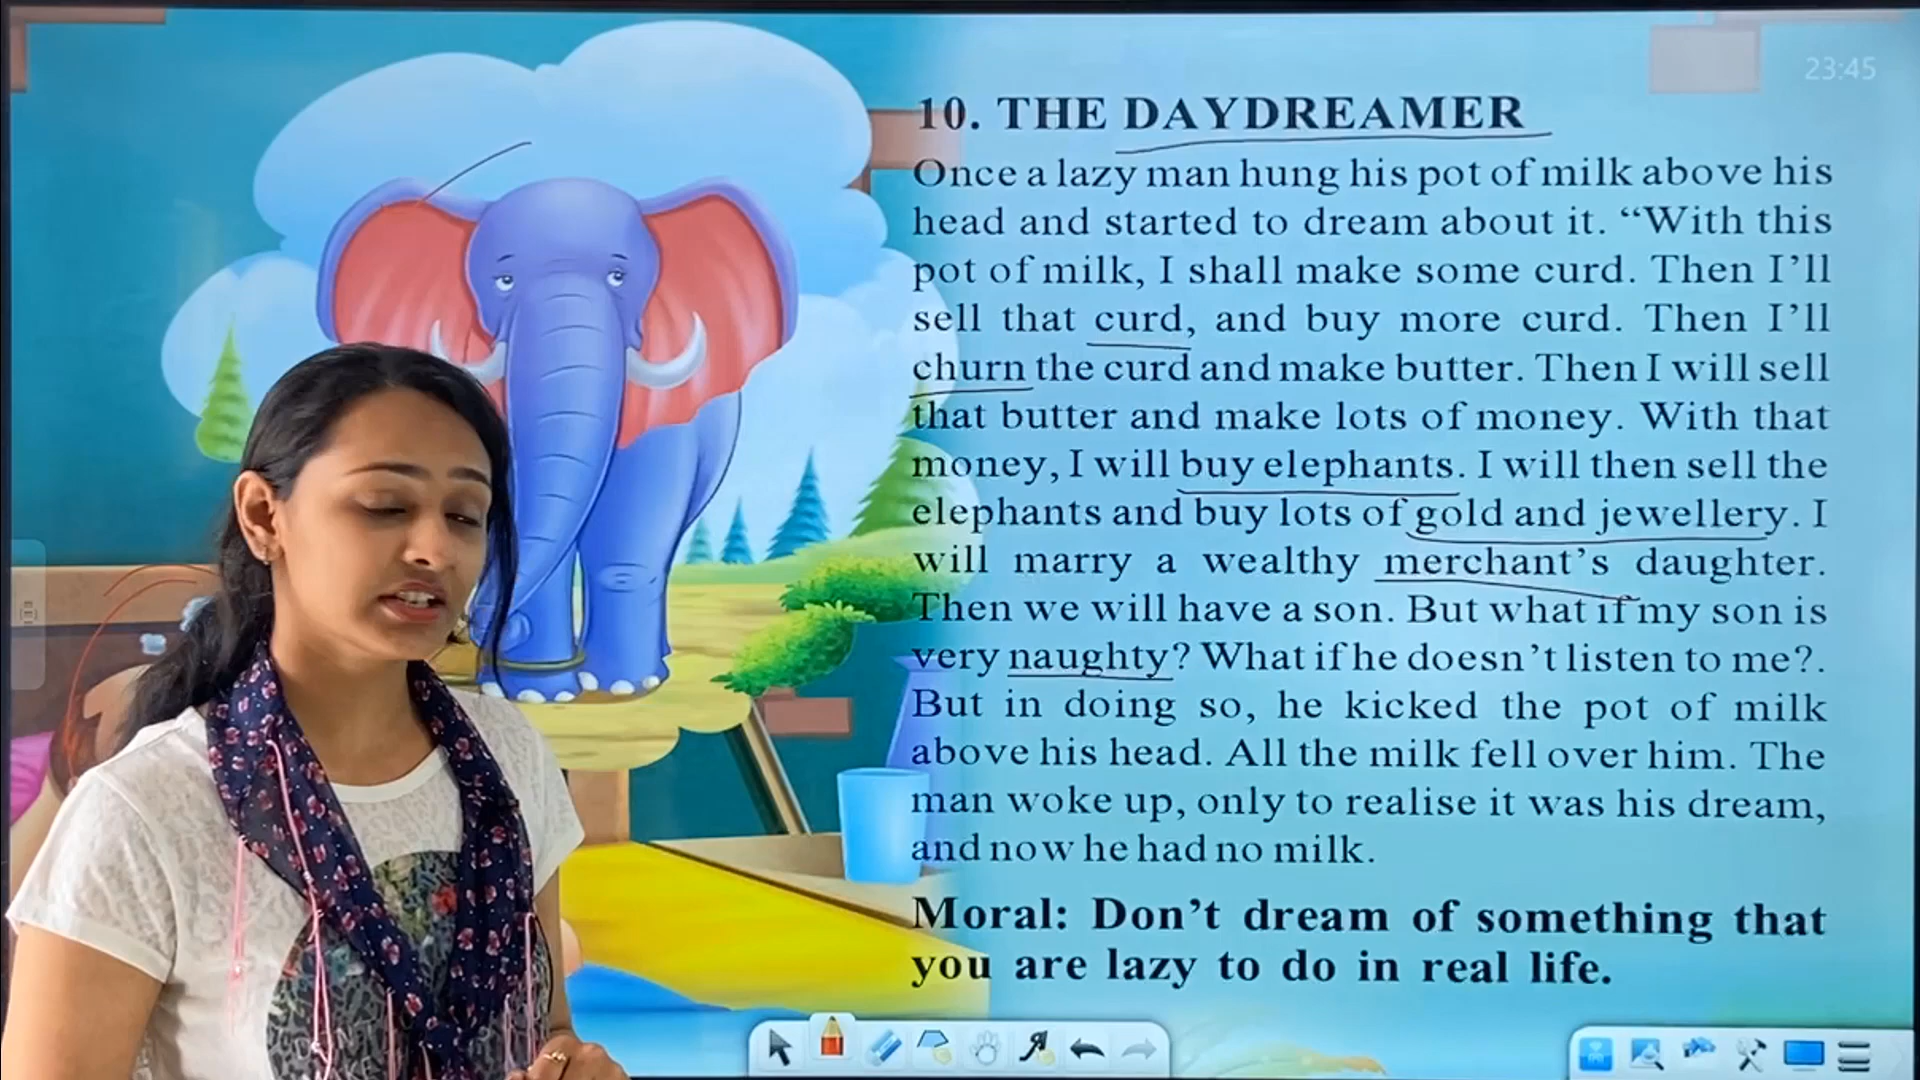 23:45
10. THE DAYDREAMER
Once a lazy man hung his pot of milk above his
head and started to dream about it. “With this
pot of milk, I shall make some curd. Then I’ll
sell that curd, and buy more curd. Then I’ll
churn the curd and make butter. Then I will sell
that butter and make lots of money. With that
money, I will buy elephants. I will then sell the
elephants and buy lots of gold and jewellery. I
will marry a wealthy merchant’s daughter.
Then we will have a son. But what if my son is
very naughty? What if he doesn’t listen to me?.
But in doing so, he kicked the pot of milk
above his head. All the milk fell over him. The
man woke up, only to realise it was his dream,
and now he had no milk.
Moral: Don’t dream of something that
you are lazy to do in real life.